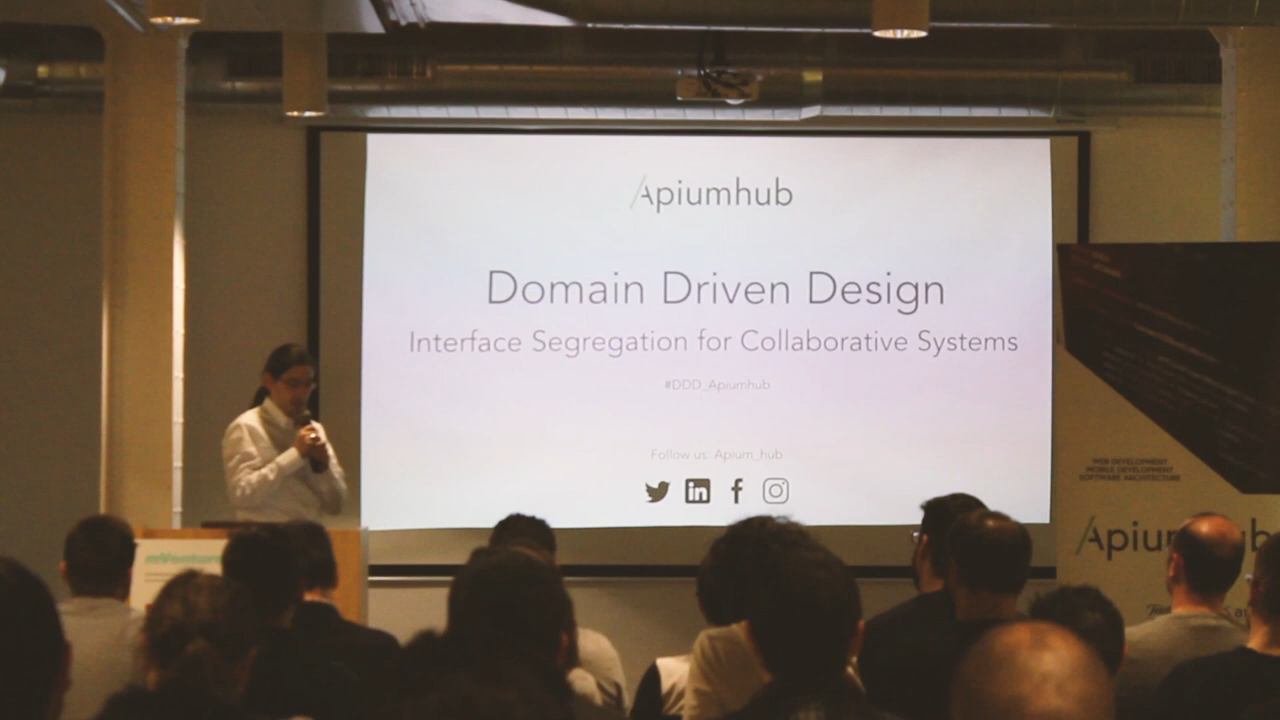 Apiumhub
Domain Driven Design
Interface Segregation for Collaborative Systems
#DDD_Apiumhub
Follow us: Apium_hub
WEB DEVELOPMENT
MOBILE DEVELOPMENT
SOFTWARE ARCHITECTURE